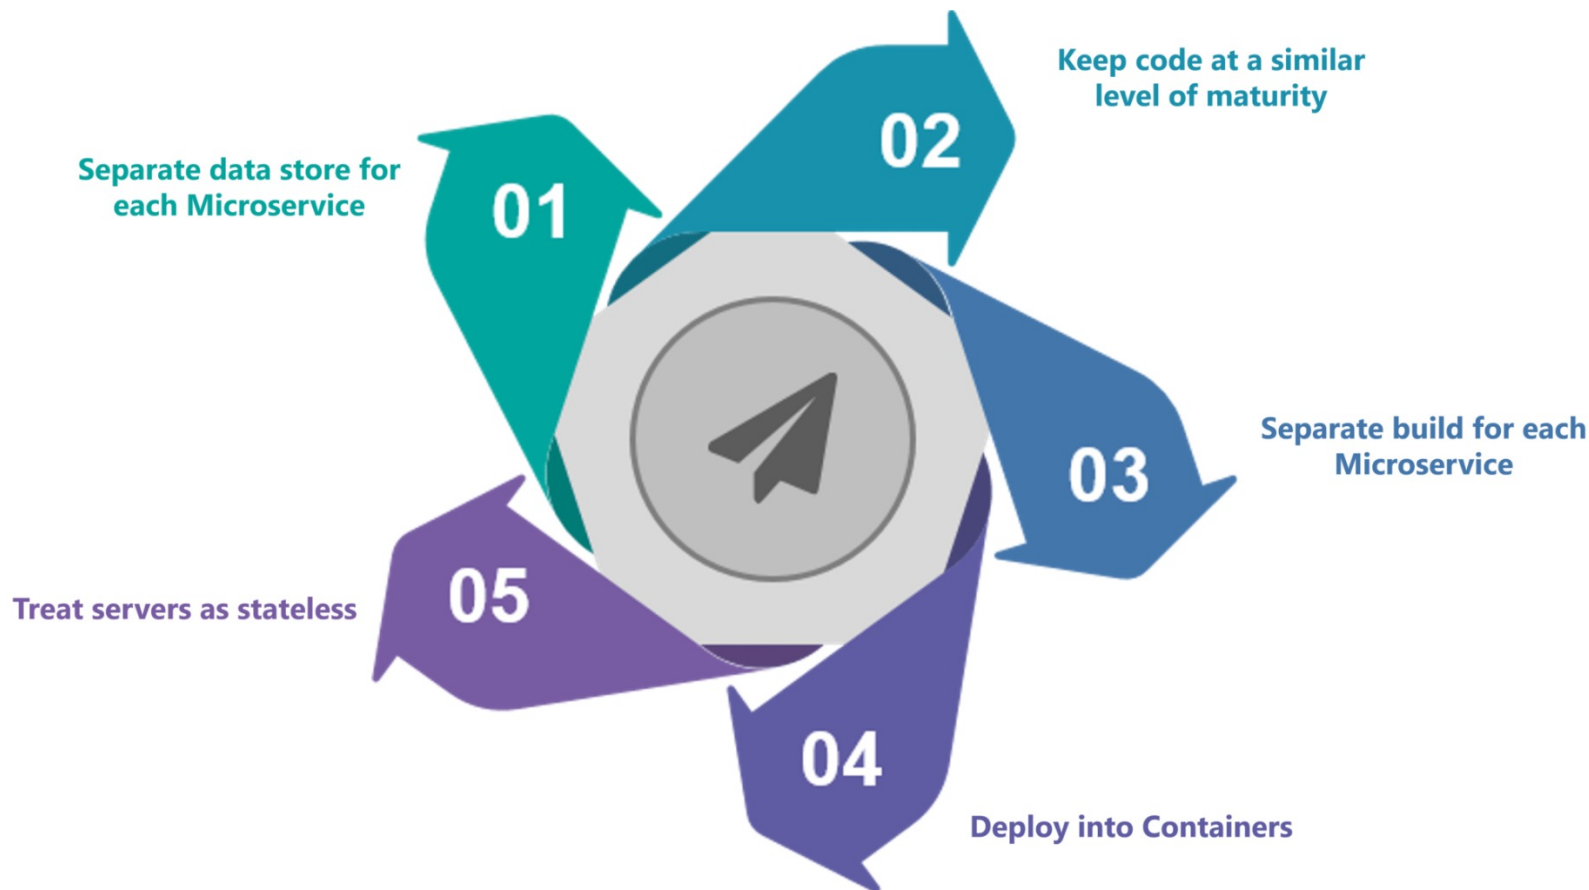 01
Separate data store for
each Microservice
02
Keep code at a similar
level of maturity
03
Separate build for each
Microservice
04
Deploy into Containers
05
Treat servers as stateless